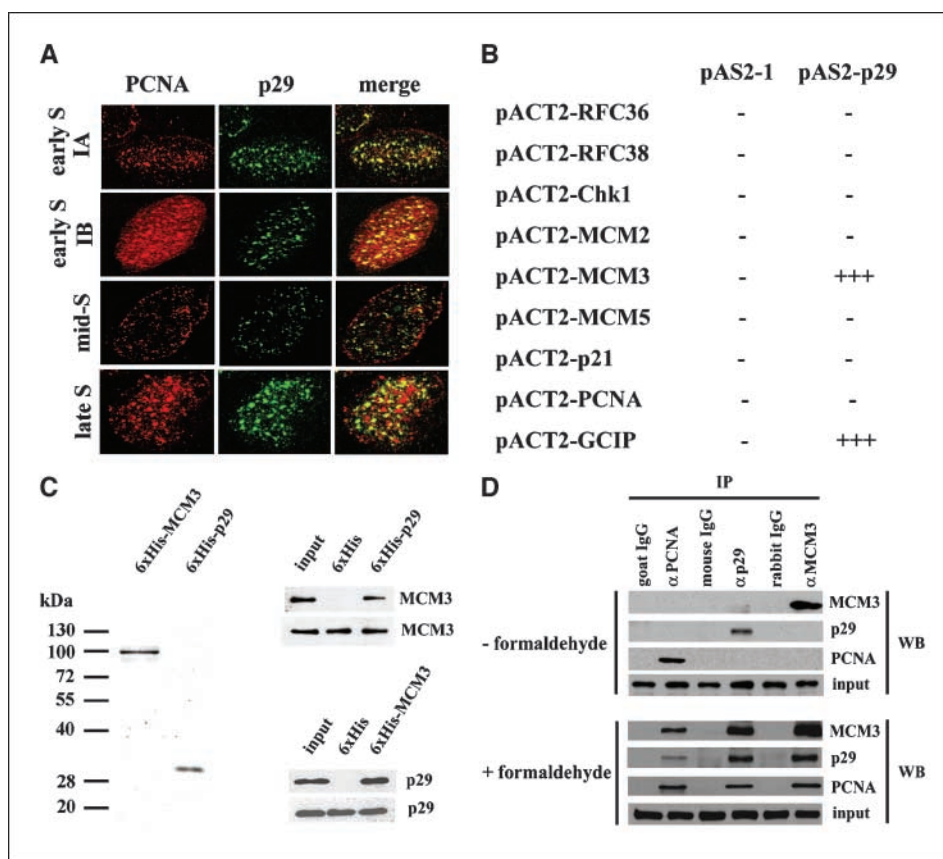 A
PCNA p29 merge
early S IA
early S IB
mid-S
late S
B
pAS2-1 pAS2-p29
pACT2-RFC36 - -
pACT2-RFC38 - -
pACT2-Chk1 - -
pACT2-MCM2 - -
pACT2-MCM3 - +++
pACT2-MCM5 - -
pACT2-p21 - -
pACT2-PCNA - -
pACT2-GCIP - +++
C
6xHis-MCM3
6xHis-p29
kDa
130
100
72
55
40
28
20
input
6xHis
6xHis-p29
MCM3
MCM3
input
6xHis
6xHis-MCM3
p29
p29
D
IP
goat IgG
αPCNA
mouse IgG
αp29
rabbit IgG
αMCM3
- formaldehyde
MCM3
p29
PCNA
input
WB
+ formaldehyde
MCM3
p29
PCNA
input
WB